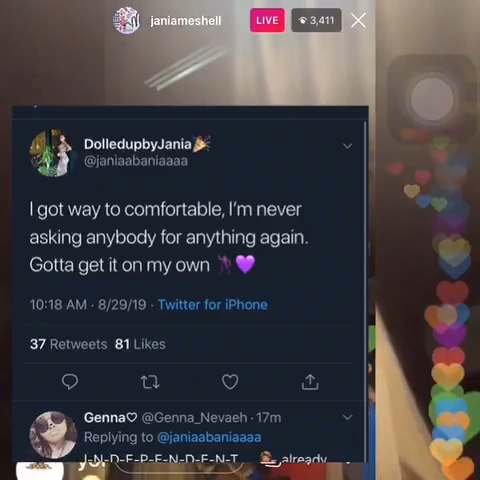 janiameshell LIVE 3,411
DolledupbyJania
@janiaabaniaaaa
I got way to comfortable, I'm never
asking anybody for anything again.
Gotta get it on my own 💜
10:18 AM · 8/29/19 · Twitter for iPhone
37 Retweets 81 Likes
Genna♡ @Genna_Nevaeh · 17m
Replying to @janiaabaniaaaa
I-N-D-E-P-E-N-D-E-N-T already